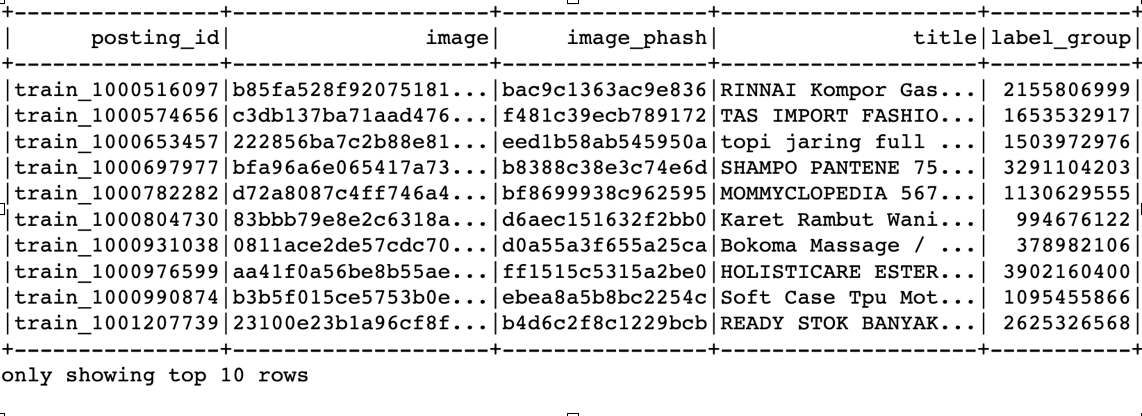 +----------------+--------------------+----------------+--------------------+-----------+
|      posting_id|               image|     image_phash|               title|label_group|
+----------------+--------------------+----------------+--------------------+-----------+
|train_1000516097|b85fa528f92075181...|bac9c1363ac9e836|RINNAI Kompor Gas...| 2155806999|
|train_1000574656|c3db137ba71aad476...|f481c39ecb789172|TAS IMPORT FASHIO...| 1653532917|
|train_1000653457|222856ba7c2b88e81...|eed1b58ab545950a|topi jaring full ...| 1503972976|
|train_1000697977|bfa96a6e065417a73...|b8388c38e3c74e6d|SHAMPO PANTENE 75...| 3291104203|
|train_1000782282|d72a8087c4ff746a4...|bf8699938c962595|MOMMYCLOPEDIA 567...| 1130629555|
|train_1000804730|83bbb79e8e2c6318a...|d6aec151632f2bb0|Karet Rambut Wani...|  994676122|
|train_1000931038|0811ace2de57cdc70...|d0a55a3f655a25ca|Bokoma Massage / ...|  378982106|
|train_1000976599|aa41f0a56be8b55ae...|ff1515c5315a2be0|HOLISTICARE ESTER...| 3902160400|
|train_1000990874|b3b5f015ce5753b0e...|ebea8a5b8bc2254c|Soft Case Tpu Mot...| 1095455866|
|train_1001207739|23100e23b1a96cf8f...|b4d6c2f8c1229bcb|READY STOK BANYAK...| 2625326568|
+----------------+--------------------+----------------+--------------------+-----------+
only showing top 10 rows